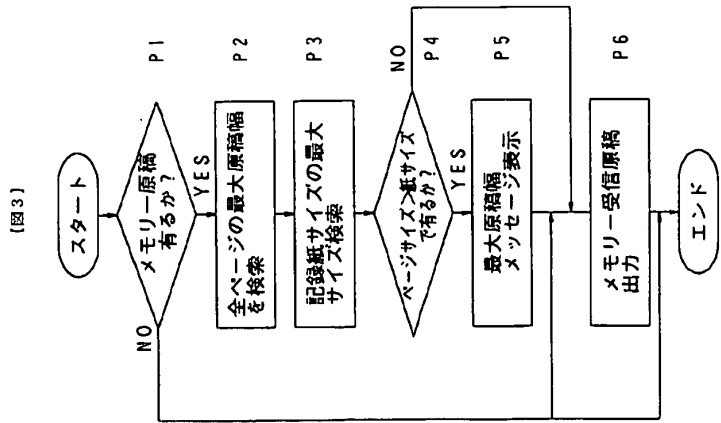 [図3]
スタート
メモリー原稿
有るか？
P1
NO
YES
全ページの最大原稿幅
を検索
P2
記録紙サイズの最大
サイズ検索
P3
ページサイズ>紙サイズ
で有るか？
NO
P4
YES
最大原稿幅
メッセージ表示
P5
メモリー受信原稿
出力
P6
エンド